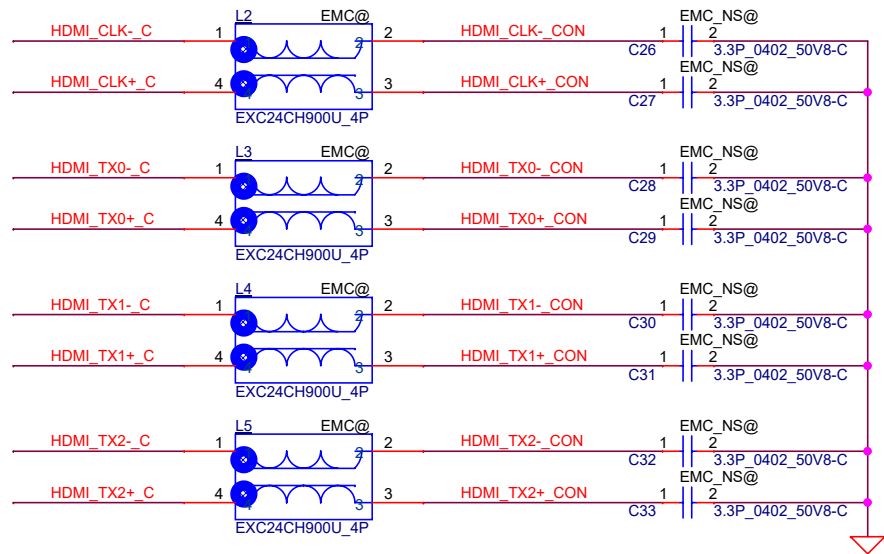 L2 EMC@ EMC_NS@
HDMI_CLK-_C 1 2 2 HDMI_CLK-_CON 1 2
C26 3.3P_0402_50V8-C
EMC_NS@
HDMI_CLK+_C 4 3 3 HDMI_CLK+_CON 1 2
C27 3.3P_0402_50V8-C
EXC24CH900U_4P
L3 EMC@ EMC_NS@
HDMI_TX0-_C 1 2 2 HDMI_TX0-_CON 1 2
C28 3.3P_0402_50V8-C
EMC_NS@
HDMI_TX0+_C 4 3 3 HDMI_TX0+_CON 1 2
C29 3.3P_0402_50V8-C
EXC24CH900U_4P
L4 EMC@ EMC_NS@
HDMI_TX1-_C 1 2 2 HDMI_TX1-_CON 1 2
C30 3.3P_0402_50V8-C
EMC_NS@
HDMI_TX1+_C 4 3 3 HDMI_TX1+_CON 1 2
C31 3.3P_0402_50V8-C
EXC24CH900U_4P
L5 EMC@ EMC_NS@
HDMI_TX2-_C 1 2 2 HDMI_TX2-_CON 1 2
C32 3.3P_0402_50V8-C
EMC_NS@
HDMI_TX2+_C 4 3 3 HDMI_TX2+_CON 1 2
C33 3.3P_0402_50V8-C
EXC24CH900U_4P